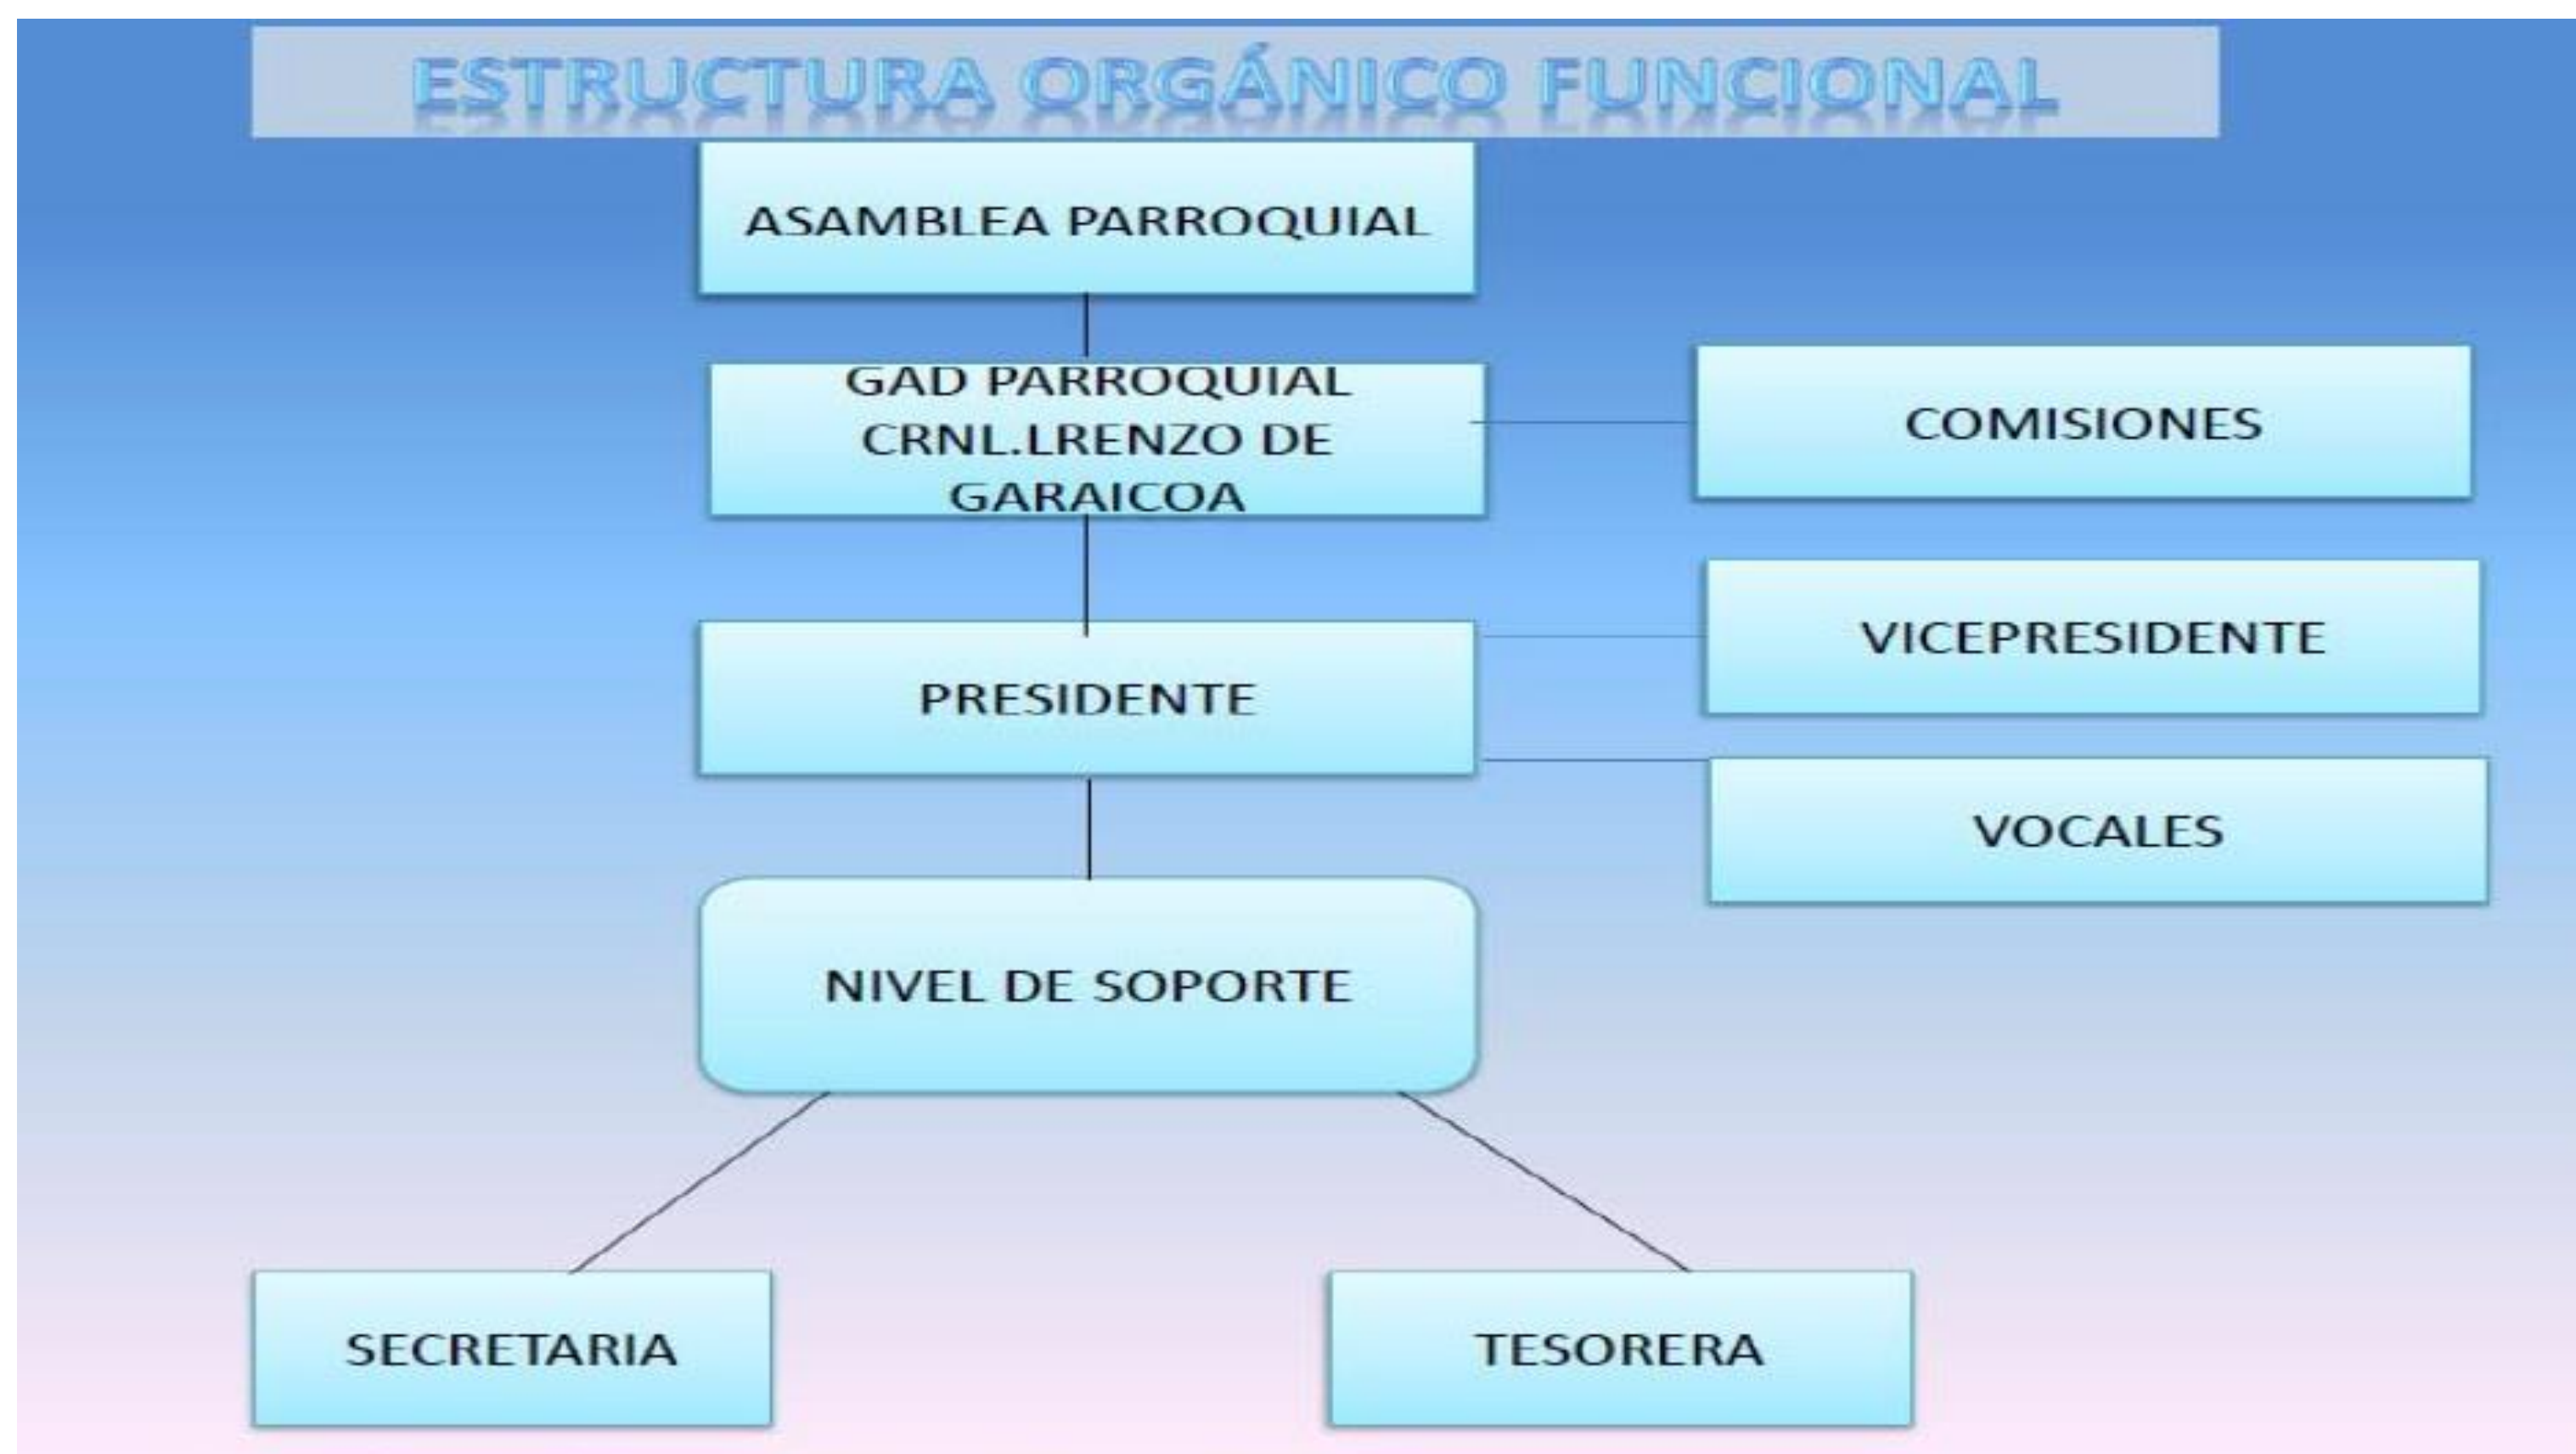 ESTRUCTURA ORGÁNICO FUNCIONAL
ASAMBLEA PARROQUIAL
GAD PARROQUIAL
CRNL.LRENZO DE
GARAICOA
COMISIONES
VICEPRESIDENTE
PRESIDENTE
VOCALES
NIVEL DE SOPORTE
SECRETARIA
TESORERA